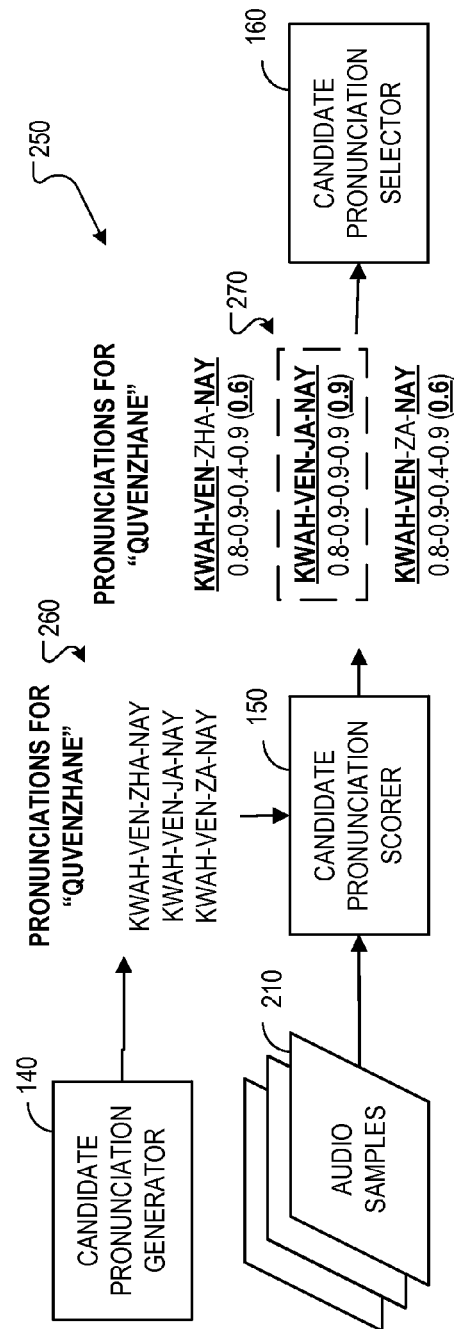 250
140
CANDIDATE
PRONUNCIATION
GENERATOR
PRONUNCIATIONS FOR
"QUVENZHANE"
260
KWAH-VEN-ZHA-NAY
KWAH-VEN-JA-NAY
KWAH-VEN-ZA-NAY
210
AUDIO
SAMPLES
150
CANDIDATE
PRONUNCIATION
SCORER
PRONUNCIATIONS FOR
"QUVENZHANE"
KWAH-VEN-ZHA-NAY
0.8-0.9-0.4-0.9 (0.6)
270
KWAH-VEN-JA-NAY
0.8-0.9-0.9-0.9 (0.9)
KWAH-VEN-ZA-NAY
0.8-0.9-0.4-0.9 (0.6)
160
CANDIDATE
PRONUNCIATION
SELECTOR